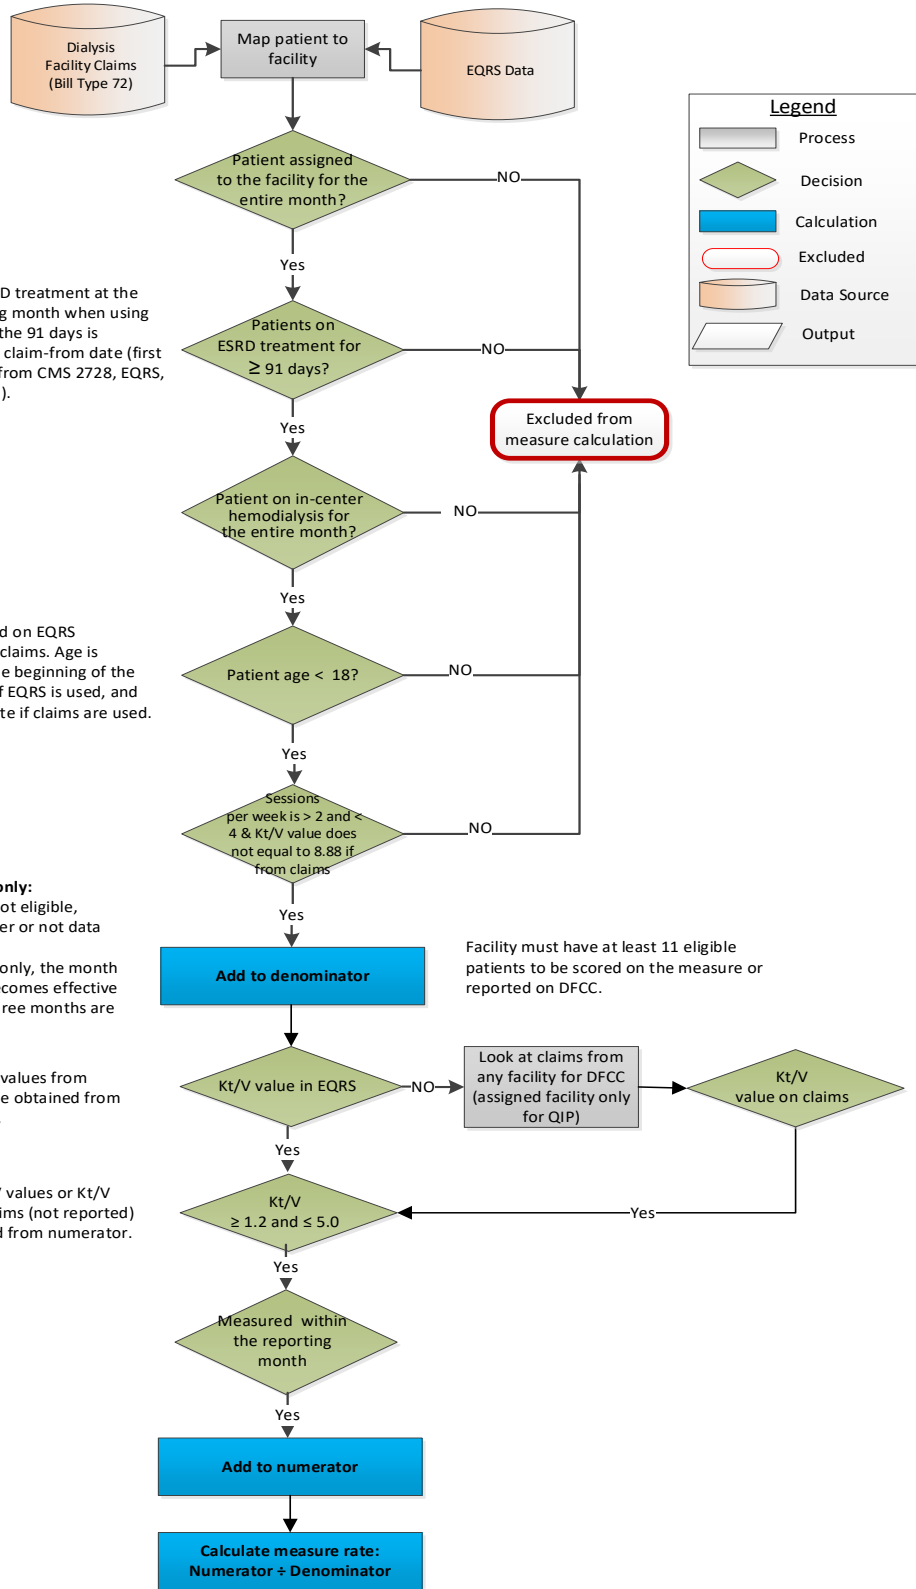 Dialysis
Facility Claims
(Bill Type 72)
Map patient to
facility
EQRS Data
Legend
Process
Decision
Calculation
Excluded
Data Source
Output
Patient assigned
to the facility for the
entire month?
NO
Yes
D treatment at the
g month when using
the 91 days is
claim-from date (first
from CMS 2728, EQRS,
).
Patients on
ESRD treatment for
≥ 91 days?
NO
Yes
Excluded from
measure calculation
Patient on in-center
hemodialysis for
the entire month?
NO
Yes
d on EQRS
claims. Age is
e beginning of the
f EQRS is used, and
te if claims are used.
Patient age < 18?
NO
Yes
Sessions
per week is > 2 and <
4 & Kt/V value does
not equal to 8.88 if
from claims
NO
Yes
only:
ot eligible,
er or not data
only, the month
ecomes effective
ree months are
Add to denominator
Facility must have at least 11 eligible
patients to be scored on the measure or
reported on DFCC.
values from
e obtained from
Kt/V value in EQRS
NO
Look at claims from
any facility for DFCC
(assigned facility only
for QIP)
Kt/V
value on claims
Yes
V values or Kt/V
ims (not reported)
d from numerator.
Kt/V
≥ 1.2 and ≤ 5.0
Yes
Yes
Measured within
the reporting
month
Yes
Add to numerator
Calculate measure rate:
Numerator ÷ Denominator